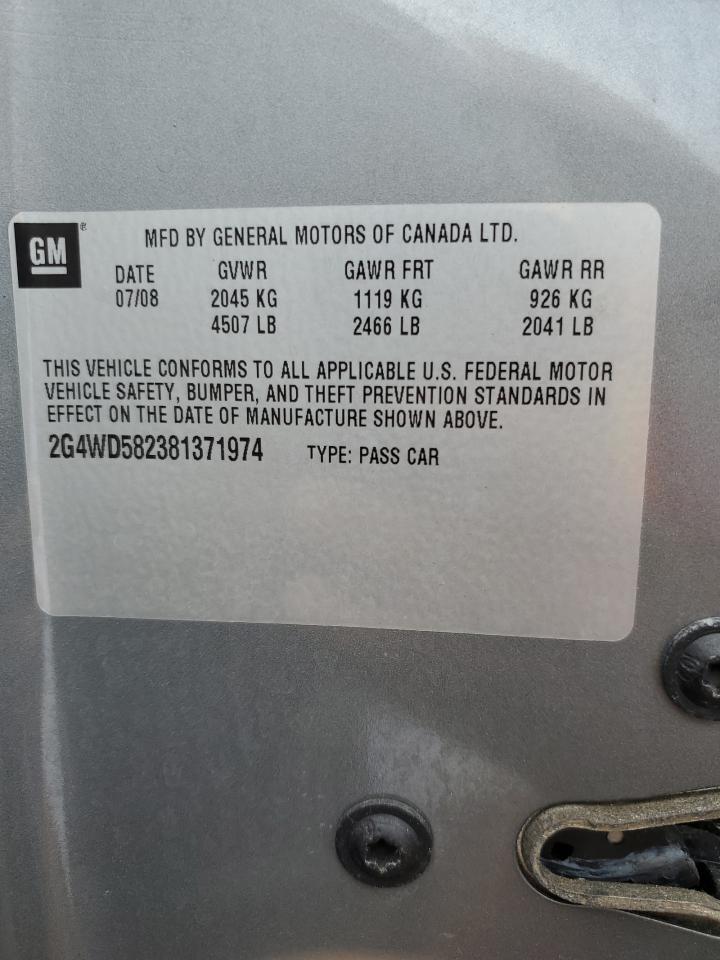 GM ®
MFD BY GENERAL MOTORS OF CANADA LTD.
DATE GVWR GAWR FRT GAWR RR
07/08 2045 KG 1119 KG 926 KG
4507 LB 2466 LB 2041 LB
THIS VEHICLE CONFORMS TO ALL APPLICABLE U.S. FEDERAL MOTOR
VEHICLE SAFETY, BUMPER, AND THEFT PREVENTION STANDARDS IN
EFFECT ON THE DATE OF MANUFACTURE SHOWN ABOVE.
2G4WD582381371974 TYPE: PASS CAR